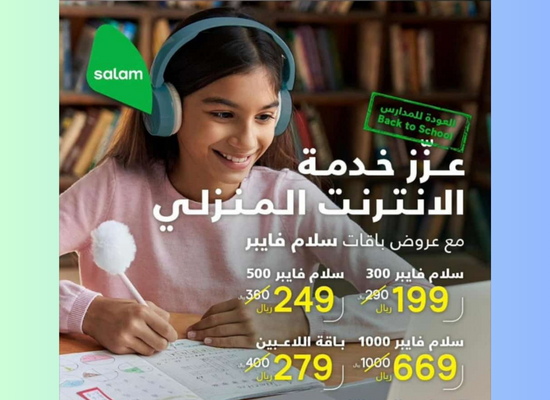 salam
العودة للمدارس
Back to School
عزّز خدمة
الانترنت المنزلي
مع عروض باقات سلام فايبر
سلام فايبر 300
290 199 ريال
سلام فايبر 500
360 249 ريال
سلام فايبر 1000
1000 669 ريال
باقة اللاعبين
400 279 ريال